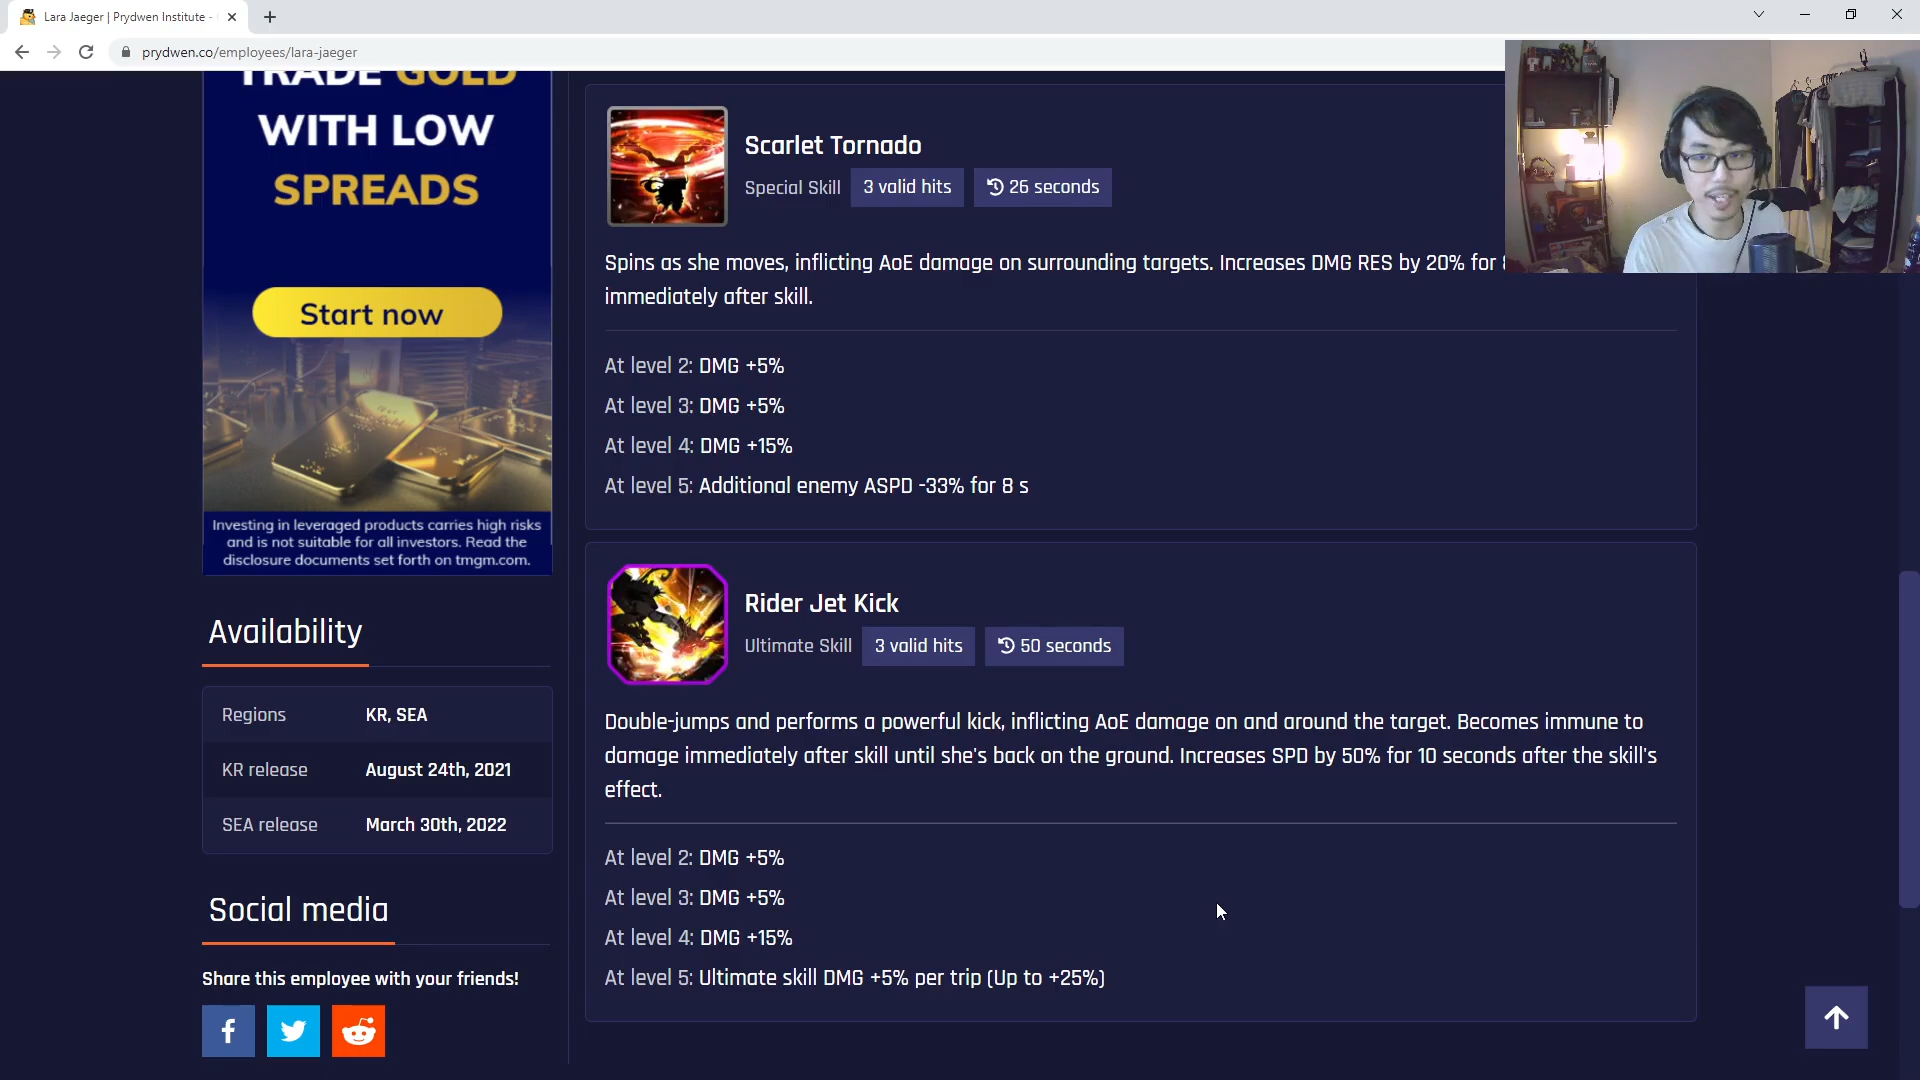 Lara Jaeger | Prydwen Institute -
prydwen.co/employees/lara-jaeger
TRADE GOLD
WITH LOW
SPREADS
Start now
Investing in leveraged products carries high risks
and is not suitable for all investors. Read the
disclosure documents set forth on tmgm.com.
Availability
Regions KR, SEA
KR release August 24th, 2021
SEA release March 30th, 2022
Social media
Share this employee with your friends!
Scarlet Tornado
Special Skill 3 valid hits 26 seconds
Spins as she moves, inflicting AoE damage on surrounding targets. Increases DMG RES by 20% for
immediately after skill.
At level 2: DMG +5%
At level 3: DMG +5%
At level 4: DMG +15%
At level 5: Additional enemy ASPD -33% for 8 s
Rider Jet Kick
Ultimate Skill 3 valid hits 50 seconds
Double-jumps and performs a powerful kick, inflicting AoE damage on and around the target. Becomes immune to
damage immediately after skill until she's back on the ground. Increases SPD by 50% for 10 seconds after the skill's
effect.
At level 2: DMG +5%
At level 3: DMG +5%
At level 4: DMG +15%
At level 5: Ultimate skill DMG +5% per trip (Up to +25%)